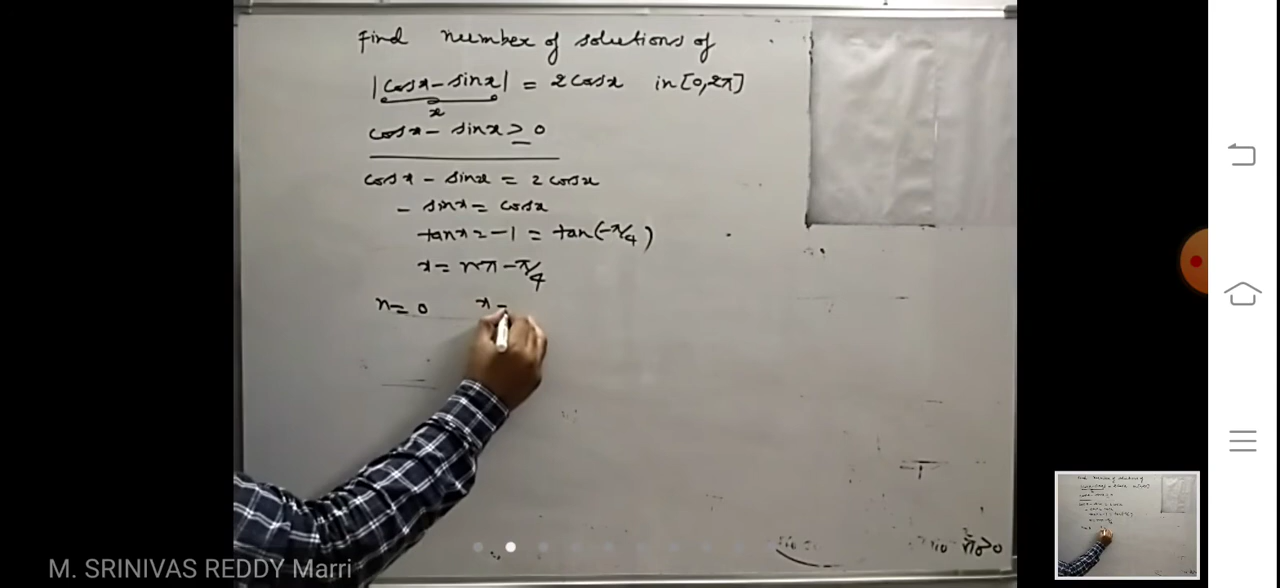 Find number of solutions of
|cosx - sinx| = 2cosx in [0,2π]
x
cosx - sinx ≥ 0
cosx - sinx = 2cosx
- sinx = cosx
tanx = -1 = tan(-π/4)
x = nπ - π/4
n = 0 x =
M. SRINIVAS REDDY Marri